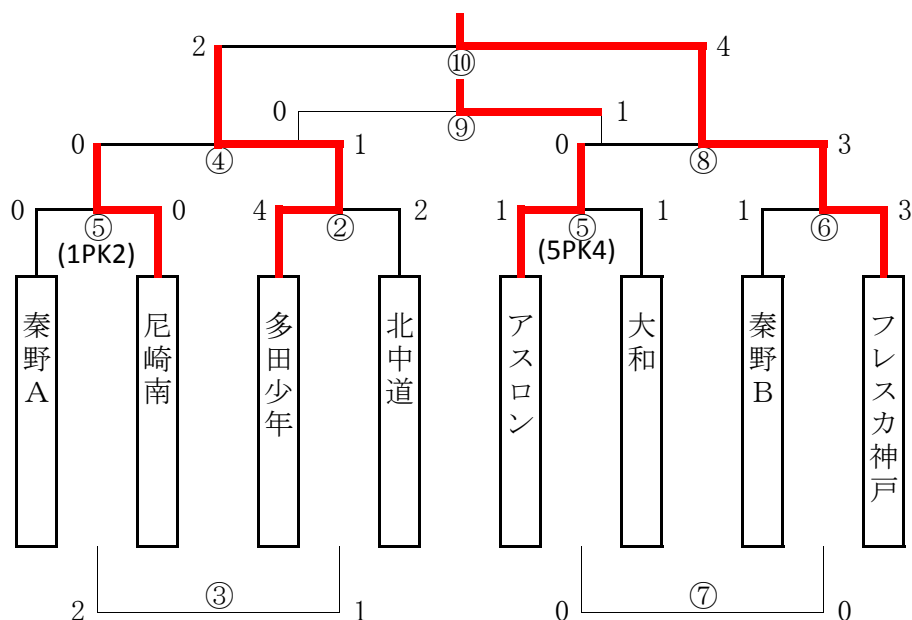 2 4
⑩
0 1
⑨
0 1 0 3
④ ⑧
0 0 4 2 1 1 1 3
⑤ ② ⑤ ⑥
(1PK2) (5PK4)
秦野A
尼崎南
多田少年
北中道
アスロン
大和
秦野B
フレスカ神戸
③ ⑦
2 1 0 0